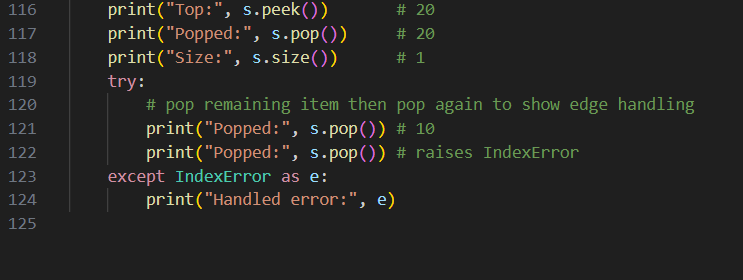 116 print("Top:", s.peek()) # 20
117 print("Popped:", s.pop()) # 20
118 print("Size:", s.size()) # 1
119 try:
120 # pop remaining item then pop again to show edge handling
121 print("Popped:", s.pop()) # 10
122 print("Popped:", s.pop()) # raises IndexError
123 except IndexError as e:
124 print("Handled error:", e)
125